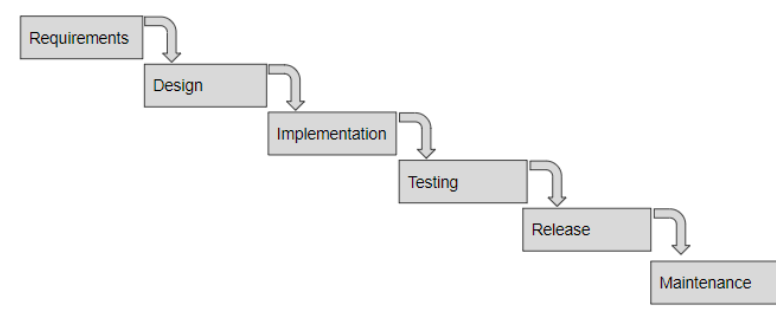 Requirements
Design
Implementation
Testing
Release
Maintenance